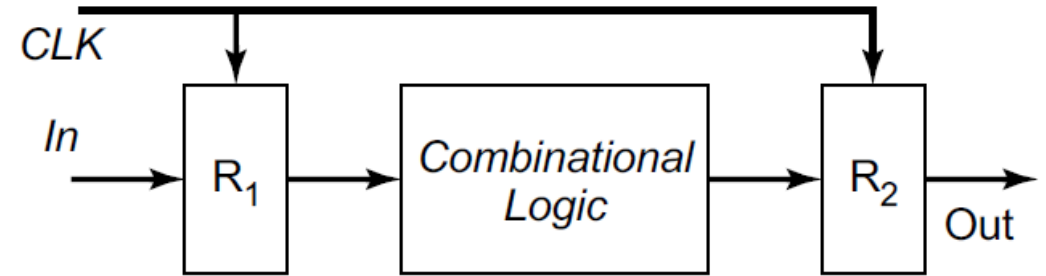 CLK
In
R1
Combinational
Logic
R2
Out